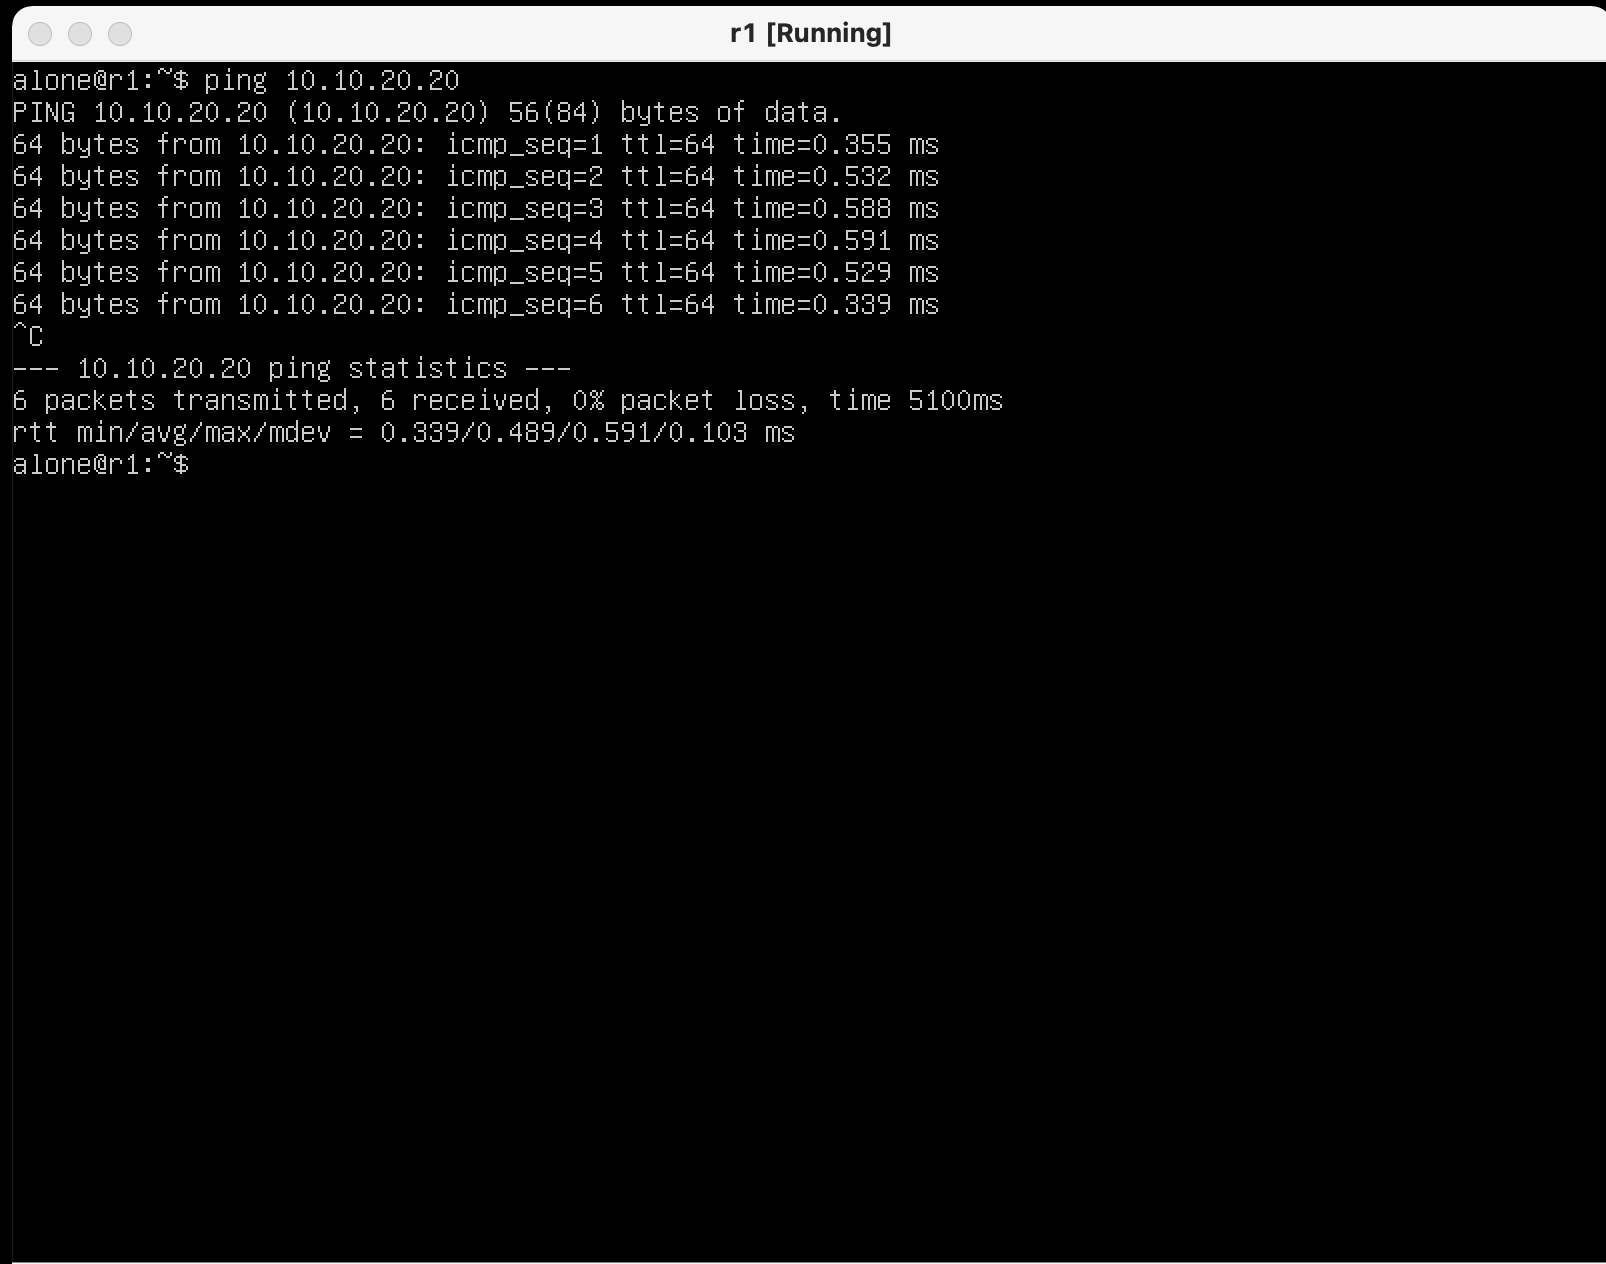 r1 [Running]
alone@r1:~$ ping 10.10.20.20
PING 10.10.20.20 (10.10.20.20) 56(84) bytes of data.
64 bytes from 10.10.20.20: icmp_seq=1 ttl=64 time=0.355 ms
64 bytes from 10.10.20.20: icmp_seq=2 ttl=64 time=0.532 ms
64 bytes from 10.10.20.20: icmp_seq=3 ttl=64 time=0.588 ms
64 bytes from 10.10.20.20: icmp_seq=4 ttl=64 time=0.591 ms
64 bytes from 10.10.20.20: icmp_seq=5 ttl=64 time=0.529 ms
64 bytes from 10.10.20.20: icmp_seq=6 ttl=64 time=0.339 ms
^C
--- 10.10.20.20 ping statistics ---
6 packets transmitted, 6 received, 0% packet loss, time 5100ms
rtt min/avg/max/mdev = 0.339/0.489/0.591/0.103 ms
alone@r1:~$